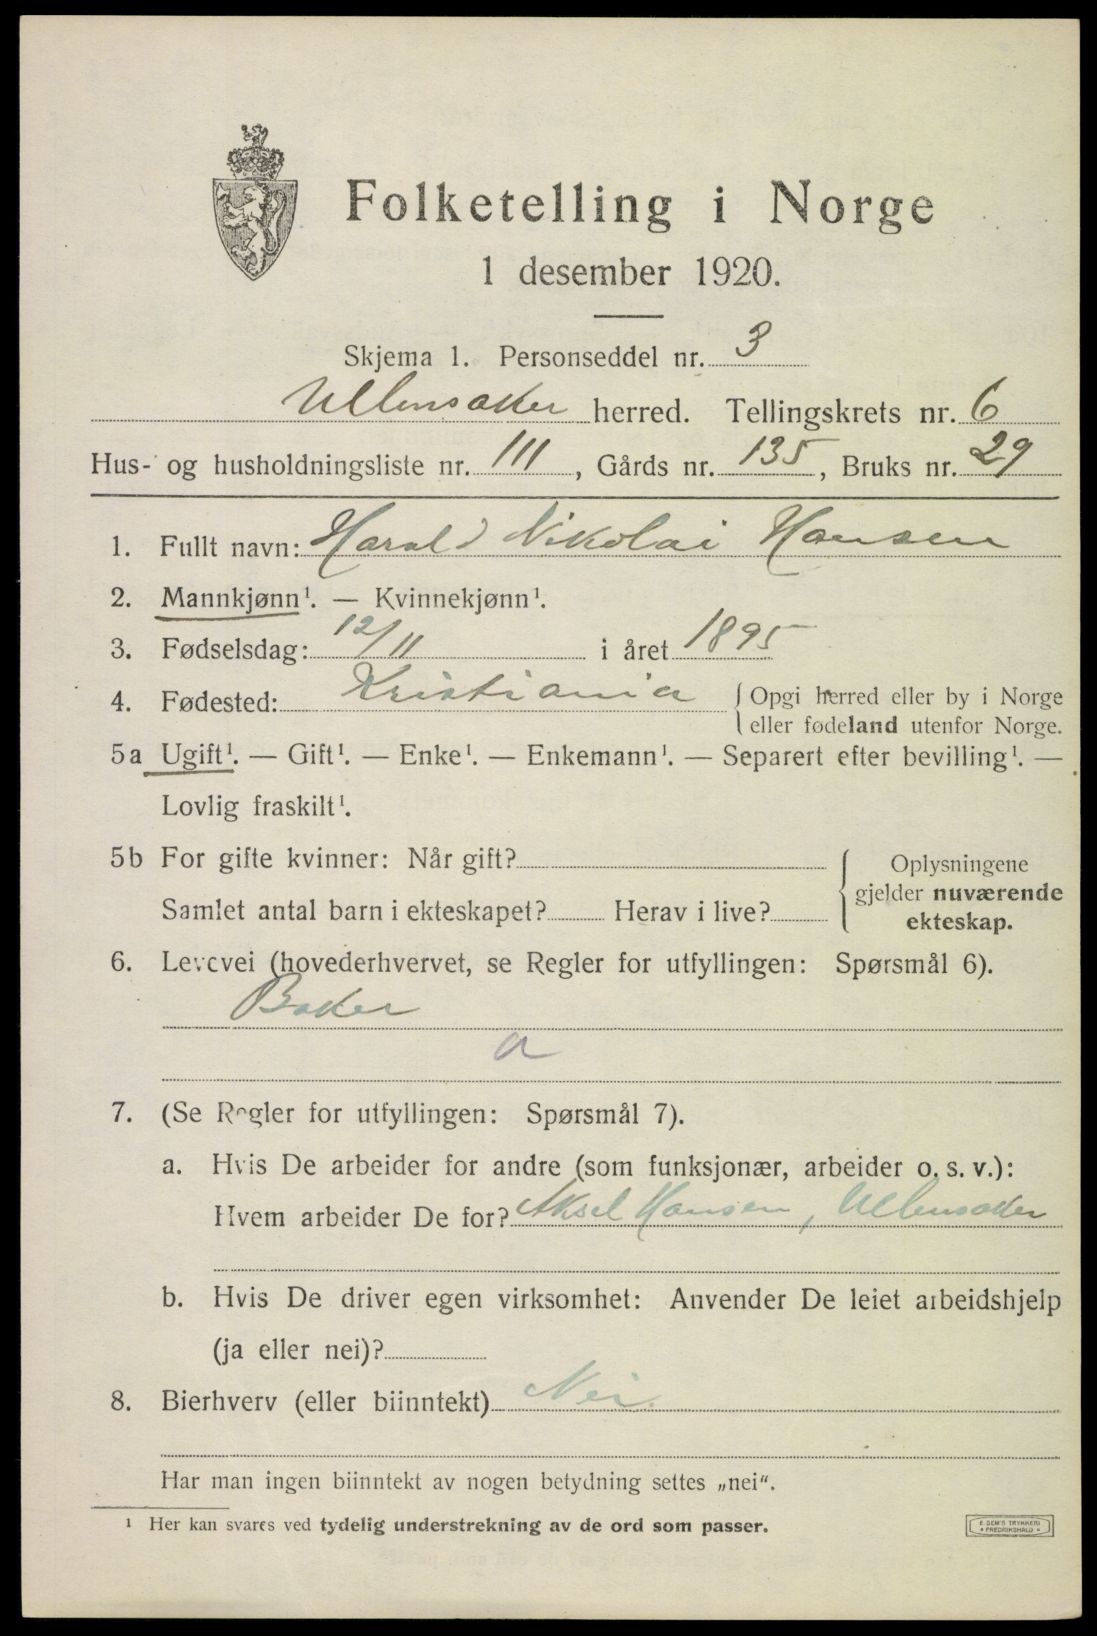 Folketelling i Norge
1 desember 1920.
Skjema 1. Personseddel nr. 3
Ullensaker herred. Tellingskrets nr. 6
Hus- og husholdningsliste nr. 111, Gårds nr. 135, Bruks nr. 29
1. Fullt navn: Harald Nikolai Hansen
2. Mannkjønn¹. — Kvinnekjønn¹.
3. Fødselsdag: 12/11 i året 1895
4. Fødested: Kristiania
Opgi herred eller by i Norge
eller fødeland utenfor Norge.
5a Ugift¹. — Gift¹. — Enke¹. — Enkemann¹. — Separert efter bevilling¹. —
Lovlig fraskilt¹.
5b For gifte kvinner: Når gift?
Samlet antal barn i ekteskapet? Herav i live?
Oplysningene
gjelder nuværende
ekteskap.
6. Levevei (hovederhvervet, se Regler for utfyllingen: Spørsmål 6).
Baker
a
7. (Se Regler for utfyllingen: Spørsmål 7).
a. Hvis De arbeider for andre (som funksjonær, arbeider o. s. v.):
Hvem arbeider De for? Aksel Hansen, Ullensaker
b. Hvis De driver egen virksomhet: Anvender De leiet arbeidshjelp
(ja eller nei)?
8. Bierhverv (eller biinntekt) Nei.
Har man ingen biinntekt av nogen betydning settes „nei“.
¹ Her kan svares ved tydelig understrekning av de ord som passer.
E. SEM'S TRYKKERI
• FREDRIKSHALD •